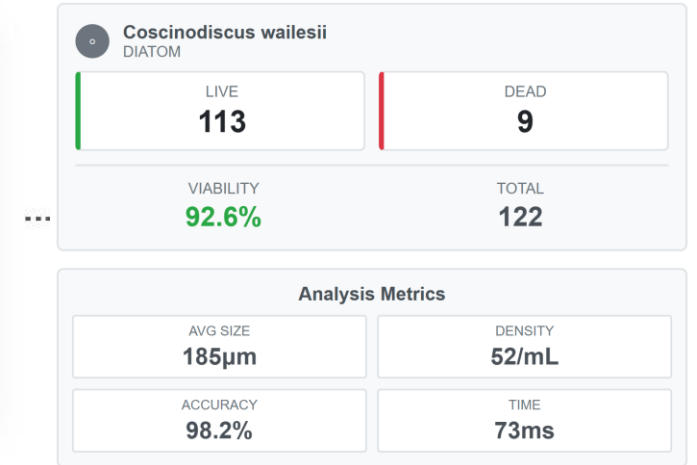 Coscinodiscus wailesii
DIATOM
LIVE
113
DEAD
9
VIABILITY
92.6%
TOTAL
122
Analysis Metrics
AVG SIZE
185μm
DENSITY
52/mL
ACCURACY
98.2%
TIME
73ms